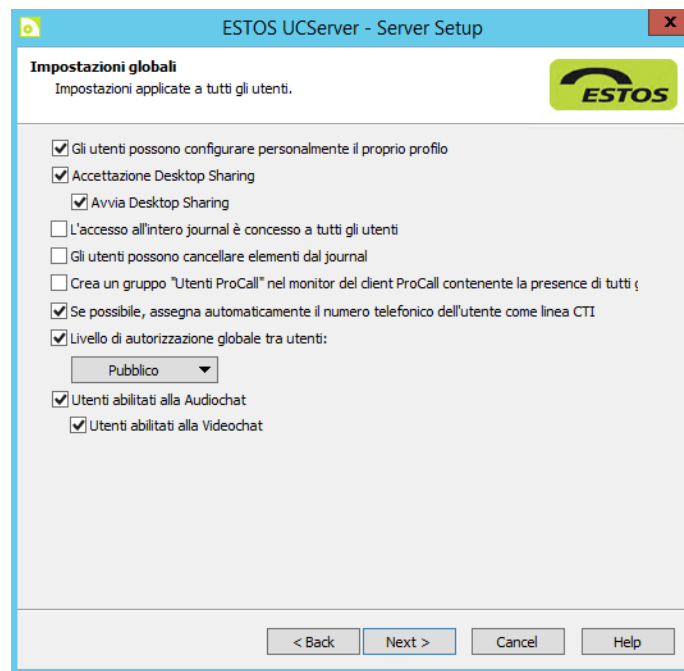 ESTOS UCServer - Server Setup
x
Impostazioni globali
Impostazioni applicate a tutti gli utenti.
ESTOS
Gli utenti possono configurare personalmente il proprio profilo
Accettazione Desktop Sharing
Avvia Desktop Sharing
L'accesso all'intero journal è concesso a tutti gli utenti
Gli utenti possono cancellare elementi dal journal
Crea un gruppo "Utenti ProCall" nel monitor del client ProCall contenente la presence di tutti
Se possibile, assegna automaticamente il numero telefonico dell'utente come linea CTI
Livello di autorizzazione globale tra utenti:
Pubblico
Utenti abilitati alla Audiochat
Utenti abilitati alla Videochat
< Back Next > Cancel Help